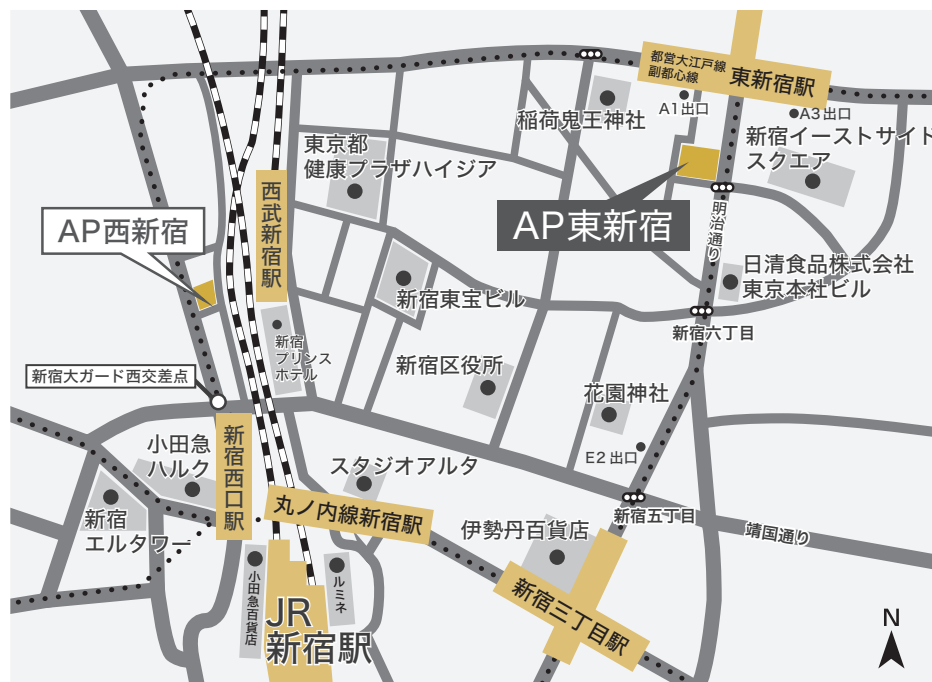 都営大江戸線
副都心線
東新宿駅
A1出口
A3出口
稲荷鬼王神社
新宿イーストサイド
スクエア
東京都
健康プラザハイジア
西武新宿駅
AP西新宿
AP東新宿
明治通り
日清食品株式会社
東京本社ビル
新宿東宝ビル
新宿六丁目
新宿
プリンス
ホテル
新宿区役所
新宿大ガード西交差点
花園神社
小田急
ハルク
新宿西口駅
スタジオアルタ
E2出口
丸ノ内線新宿駅
新宿五丁目
新宿
エルタワー
伊勢丹百貨店
靖国通り
小田急百貨店
ルミネ
新宿三丁目駅
JR
新宿駅
N